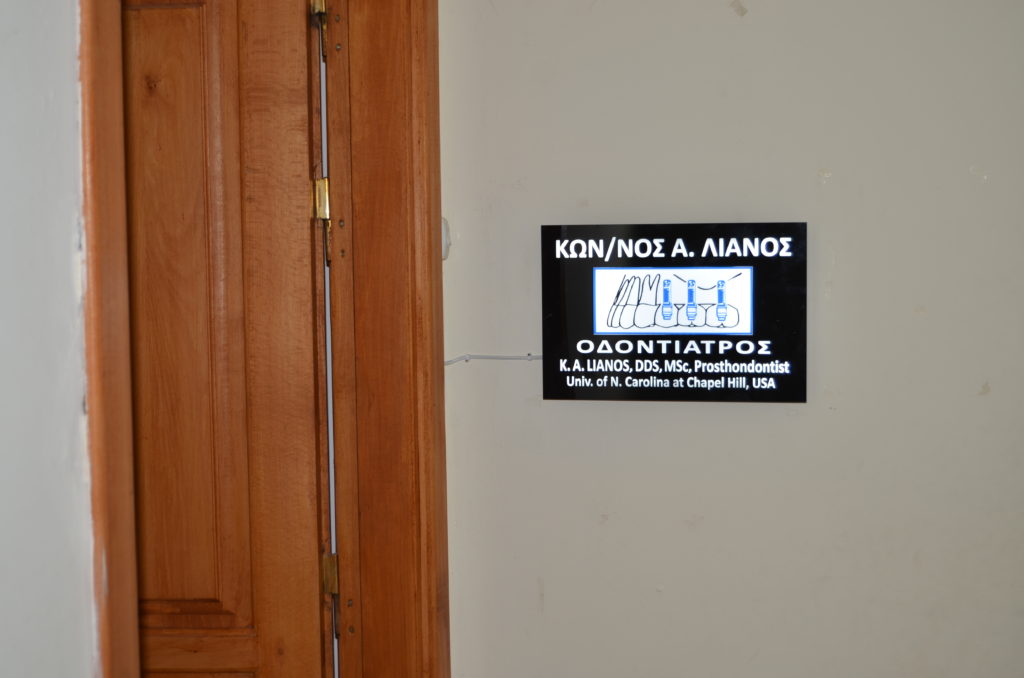 ΚΩΝ/ΝΟΣ Α. ΛΙΑΝΟΣ
ΟΔΟΝΤΙΑΤΡΟΣ
K. A. LIANOS, DDS, MSc, Prosthondontist
Univ. of N. Carolina at Chapel Hill, USA